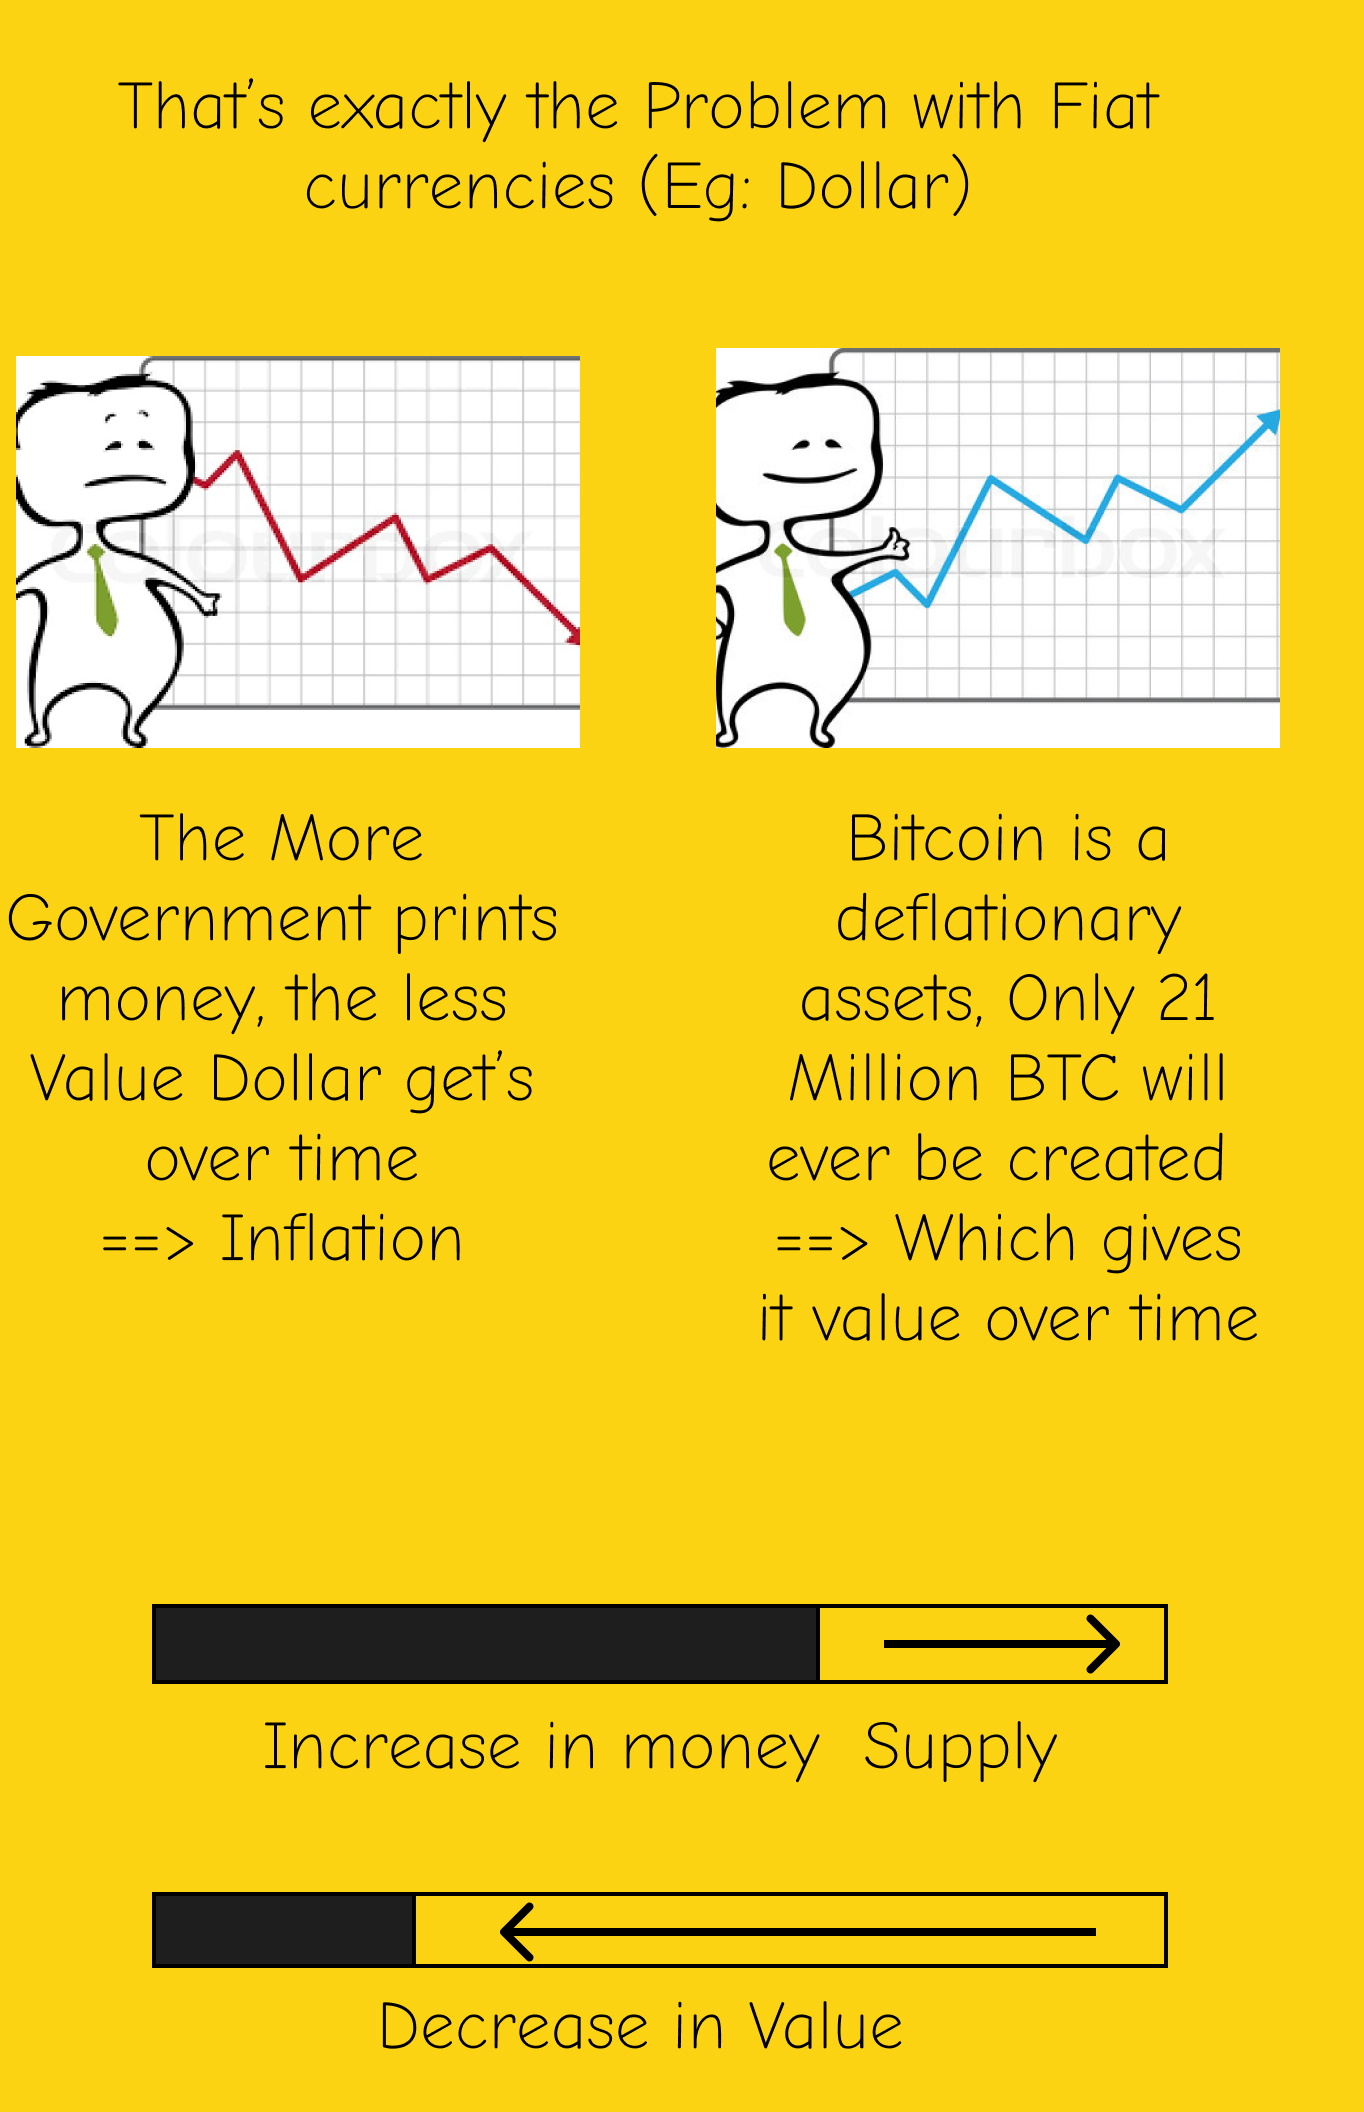 That's exactly the Problem with Fiat
currencies (Eg: Dollar)
colourbox
colourbox
The More
Government prints
money, the less
Value Dollar get's
over time
==> Inflation
Bitcoin is a
deflationary
assets, Only 21
Million BTC will
ever be created
==> Which gives
it value over time
Increase in money  Supply
Decrease in Value